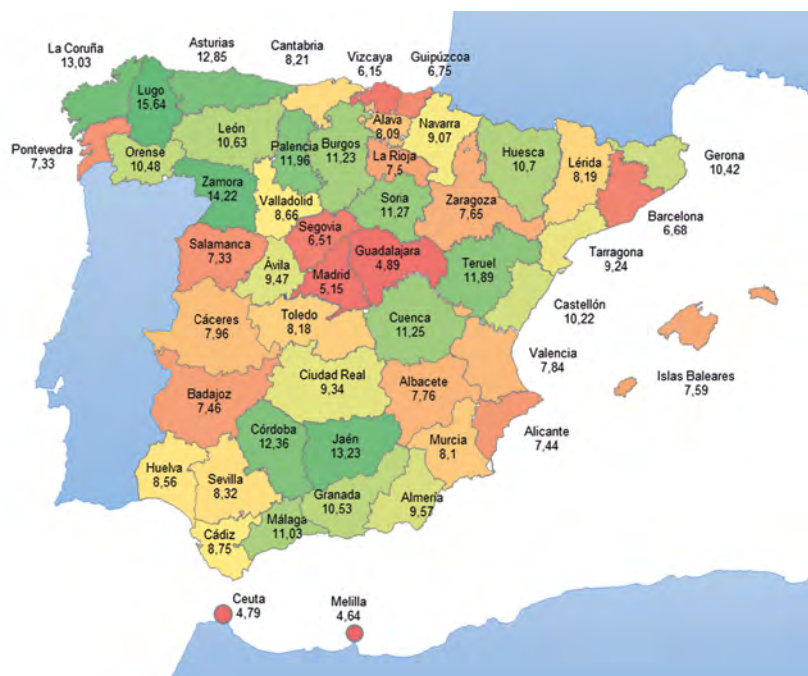 La Coruña
13,03
Asturias
12,85
Cantabria
8,21
Vizcaya
6,15
Guipúzcoa
6,75
Lugo
15,64
Pontevedra
7,33
Orense
10,48
León
10,63
Palencia
11,96
Burgos
11,23
Álava
8,09
Navarra
9,07
La Rioja
7,5
Huesca
10,7
Lérida
8,19
Gerona
10,42
Zamora
14,22
Valladolid
8,66
Soria
11,27
Zaragoza
7,65
Barcelona
6,68
Segovia
6,51
Salamanca
7,33
Ávila
9,47
Madrid
5,15
Guadalajara
4,89
Teruel
11,89
Tarragona
9,24
Castellón
10,22
Cáceres
7,96
Toledo
8,18
Cuenca
11,25
Valencia
7,84
Islas Baleares
7,59
Badajoz
7,46
Ciudad Real
9,34
Albacete
7,76
Alicante
7,44
Córdoba
12,36
Jaén
13,23
Murcia
8,1
Huelva
8,56
Sevilla
8,32
Granada
10,53
Almería
9,57
Málaga
11,03
Cádiz
8,75
Ceuta
4,79
Melilla
4,64